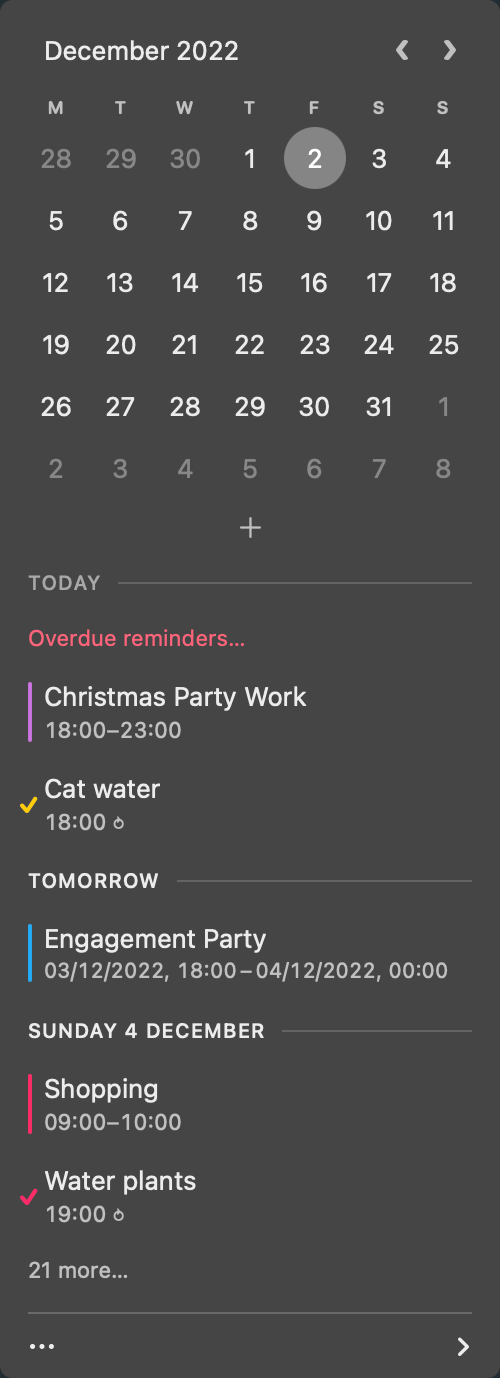 December 2022
M T W T F S S
28 29 30 1 2 3 4
5 6 7 8 9 10 11
12 13 14 15 16 17 18
19 20 21 22 23 24 25
26 27 28 29 30 31 1
2 3 4 5 6 7 8
TODAY
Overdue reminders...
Christmas Party Work
18:00–23:00
Cat water
18:00
TOMORROW
Engagement Party
03/12/2022, 18:00 – 04/12/2022, 00:00
SUNDAY 4 DECEMBER
Shopping
09:00–10:00
Water plants
19:00
21 more...